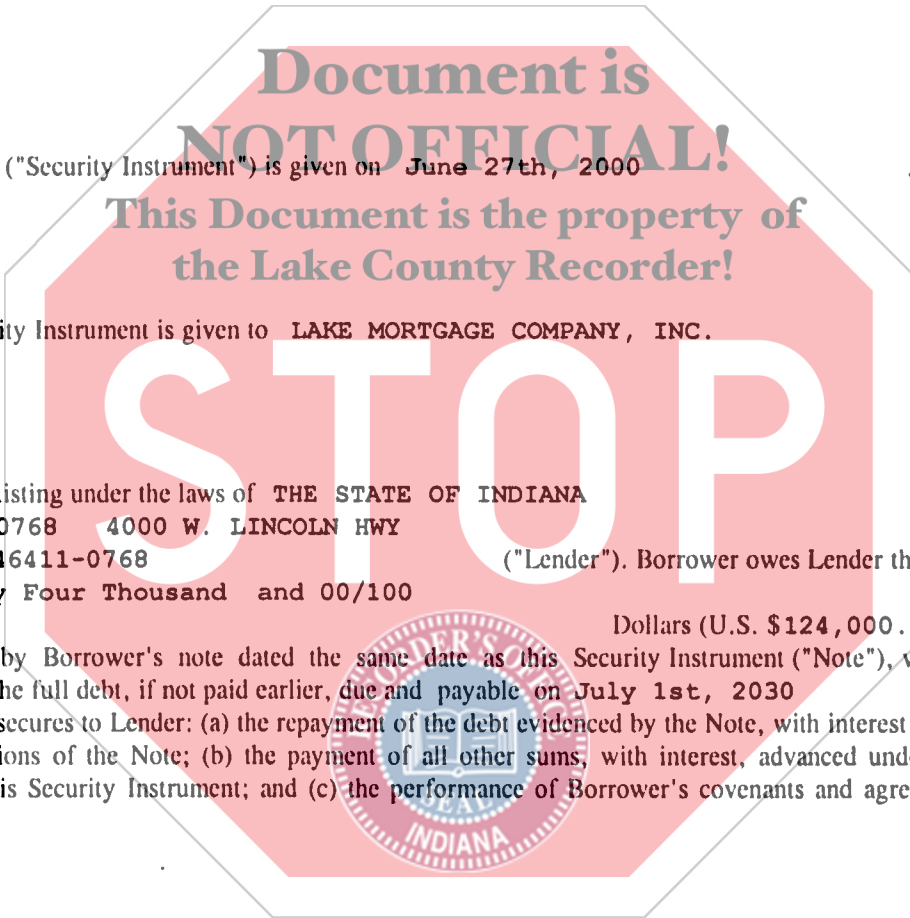 Document is
NOT OFFICIAL!
("Security Instrument") is given on June 27th, 2000
This Document is the property of
the Lake County Recorder!
ity Instrument is given to LAKE MORTGAGE COMPANY, INC.
STOP
isting under the laws of THE STATE OF INDIANA
0768 4000 W. LINCOLN HWY
46411-0768 ("Lender"). Borrower owes Lender th
y Four Thousand and 00/100
Dollars (U.S. $124,000.
by Borrower's note dated the same date as this Security Instrument ("Note"), w
he full debt, if not paid earlier, due and payable on July 1st, 2030
secures to Lender: (a) the repayment of the debt evidenced by the Note, with interest
ions of the Note; (b) the payment of all other sums, with interest, advanced und
is Security Instrument; and (c) the performance of Borrower's covenants and agre
RECORDER'S OFFICE
SEAL
INDIANA